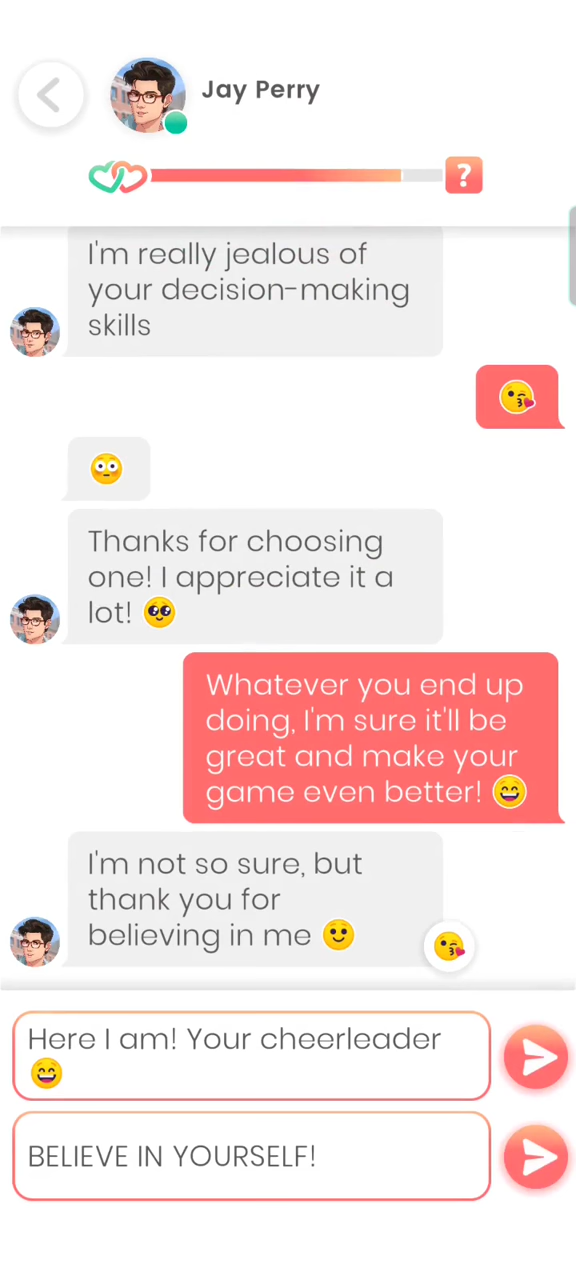 Jay Perry
?
I'm really jealous of
your decision-making
skills
😘
😳
Thanks for choosing
one! I appreciate it a
lot! 🥺
Whatever you end up
doing, I'm sure it'll be
great and make your
game even better! 😄
I'm not so sure, but
thank you for
believing in me 🙂
😘
Here I am! Your cheerleader
😄
BELIEVE IN YOURSELF!